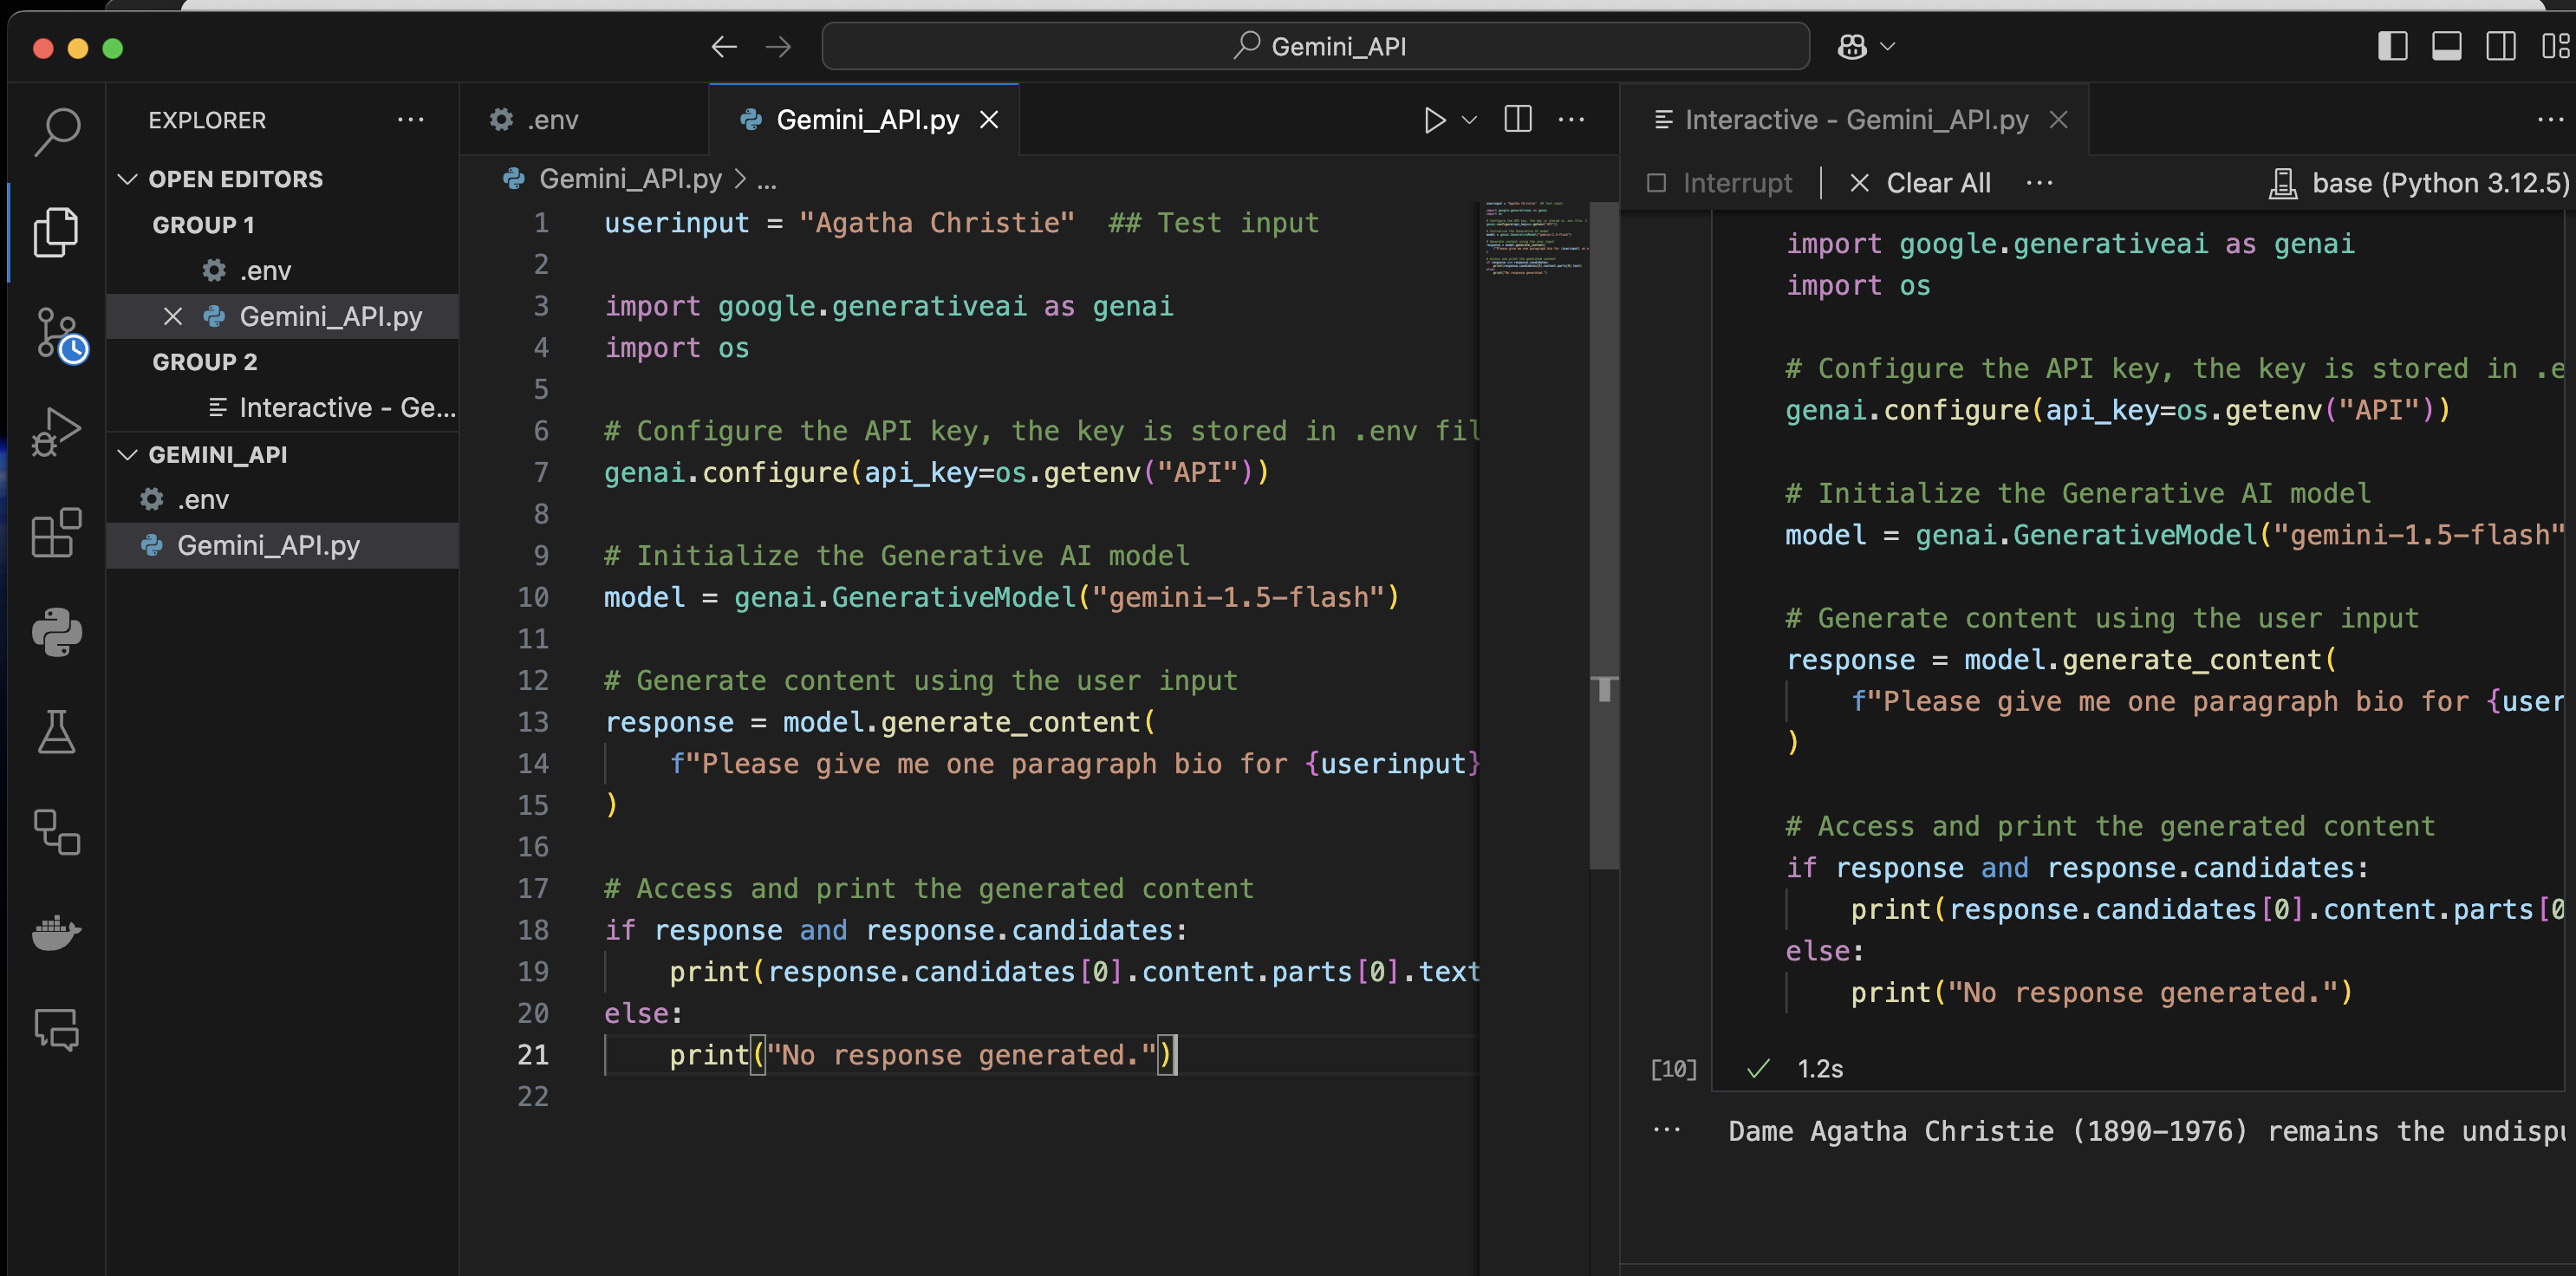 Gemini_API
EXPLORER
OPEN EDITORS
GROUP 1
.env
Gemini_API.py
GROUP 2
Interactive - Ge...
GEMINI_API
.env
Gemini_API.py
.env
Gemini_API.py
Gemini_API.py > ...
1 userinput = "Agatha Christie"  ## Test input
2
3 import google.generativeai as genai
4 import os
5
6 # Configure the API key, the key is stored in .env fil
7 genai.configure(api_key=os.getenv("API"))
8
9 # Initialize the Generative AI model
10 model = genai.GenerativeModel("gemini-1.5-flash")
11
12 # Generate content using the user input
13 response = model.generate_content(
14     f"Please give me one paragraph bio for {userinput}
15 )
16
17 # Access and print the generated content
18 if response and response.candidates:
19     print(response.candidates[0].content.parts[0].text
20 else:
21     print("No response generated.")
22
Interactive - Gemini_API.py
Interrupt | Clear All ... base (Python 3.12.5)
import google.generativeai as genai
import os
# Configure the API key, the key is stored in .e
genai.configure(api_key=os.getenv("API"))
# Initialize the Generative AI model
model = genai.GenerativeModel("gemini-1.5-flash"
# Generate content using the user input
response = model.generate_content(
    f"Please give me one paragraph bio for {user
)
# Access and print the generated content
if response and response.candidates:
    print(response.candidates[0].content.parts[0
else:
    print("No response generated.")
[10] 1.2s
... Dame Agatha Christie (1890–1976) remains the undispu